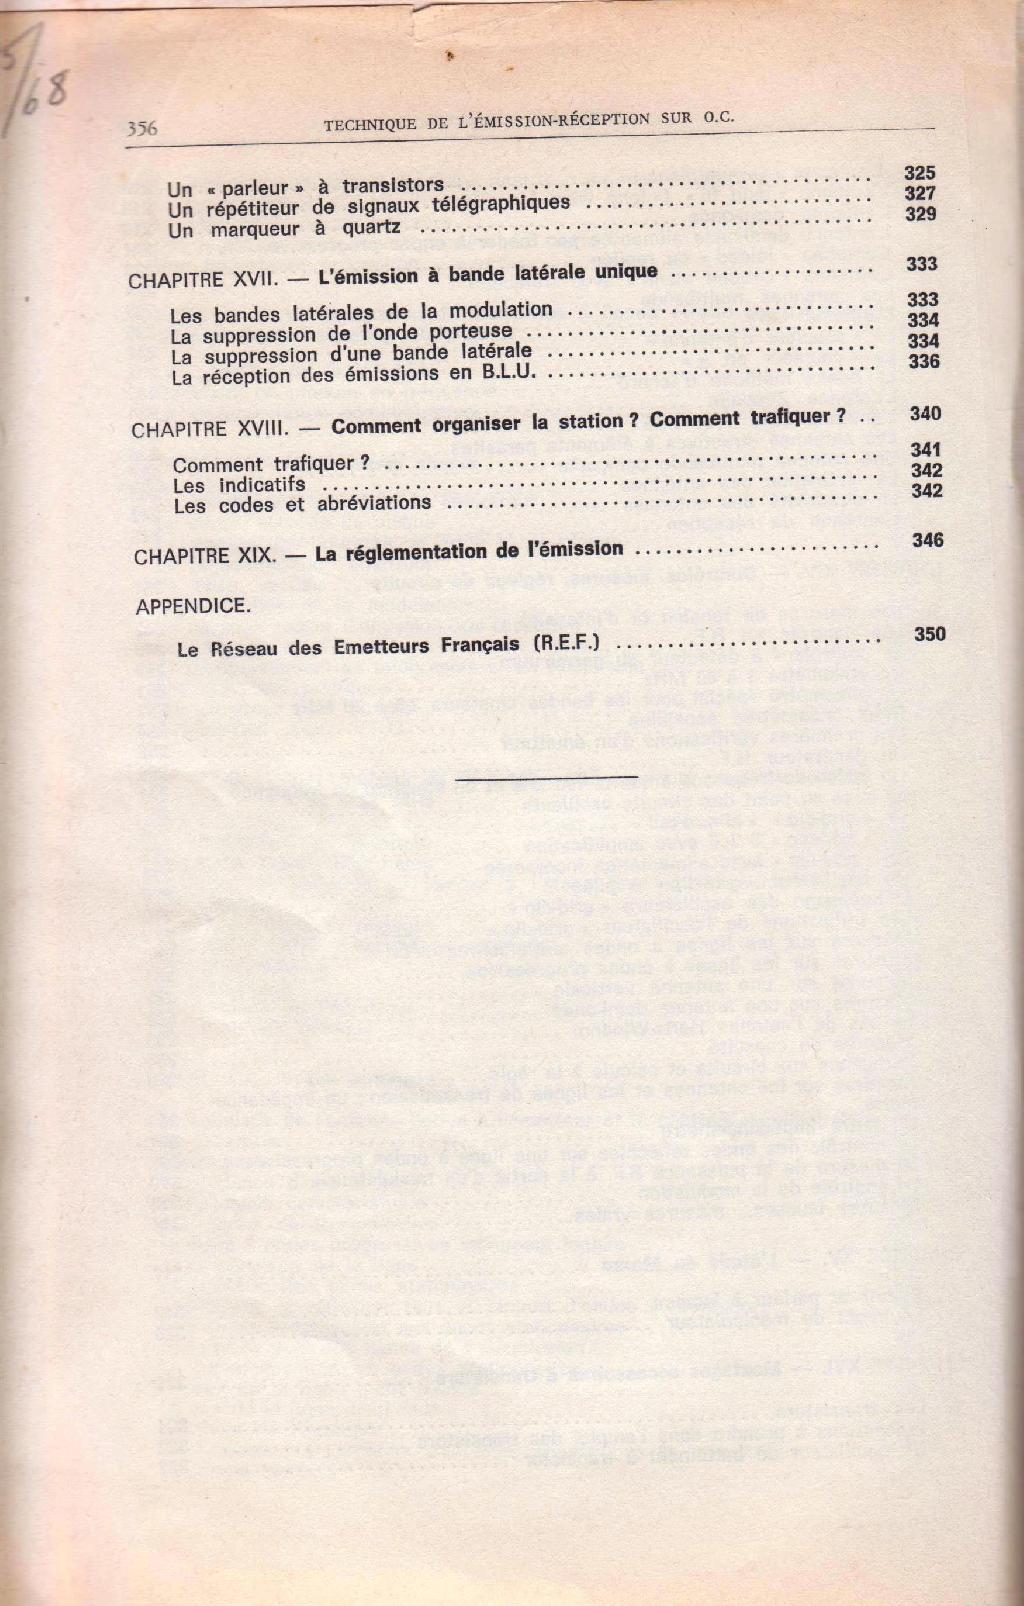 5/68
356 TECHNIQUE DE L'ÉMISSION-RÉCEPTION SUR O.C.
Un « parleur » à transistors ........................................ 325
Un répétiteur de signaux télégraphiques ............................ 327
Un marqueur à quartz ............................................ 329
CHAPITRE XVII. — L'émission à bande latérale unique .................... 333
Les bandes latérales de la modulation .............................. 333
La suppression de l'onde porteuse .................................. 334
La suppression d'une bande latérale ................................ 334
La réception des émissions en B.L.U. ................................ 336
CHAPITRE XVIII. — Comment organiser la station ? Comment trafiquer ? .. 340
Comment trafiquer ? ................................................ 341
Les indicatifs ...................................................... 342
Les codes et abréviations .......................................... 342
CHAPITRE XIX. — La réglementation de l'émission ........................ 346
APPENDICE.
Le Réseau des Emetteurs Français (R.E.F.) .......................... 350